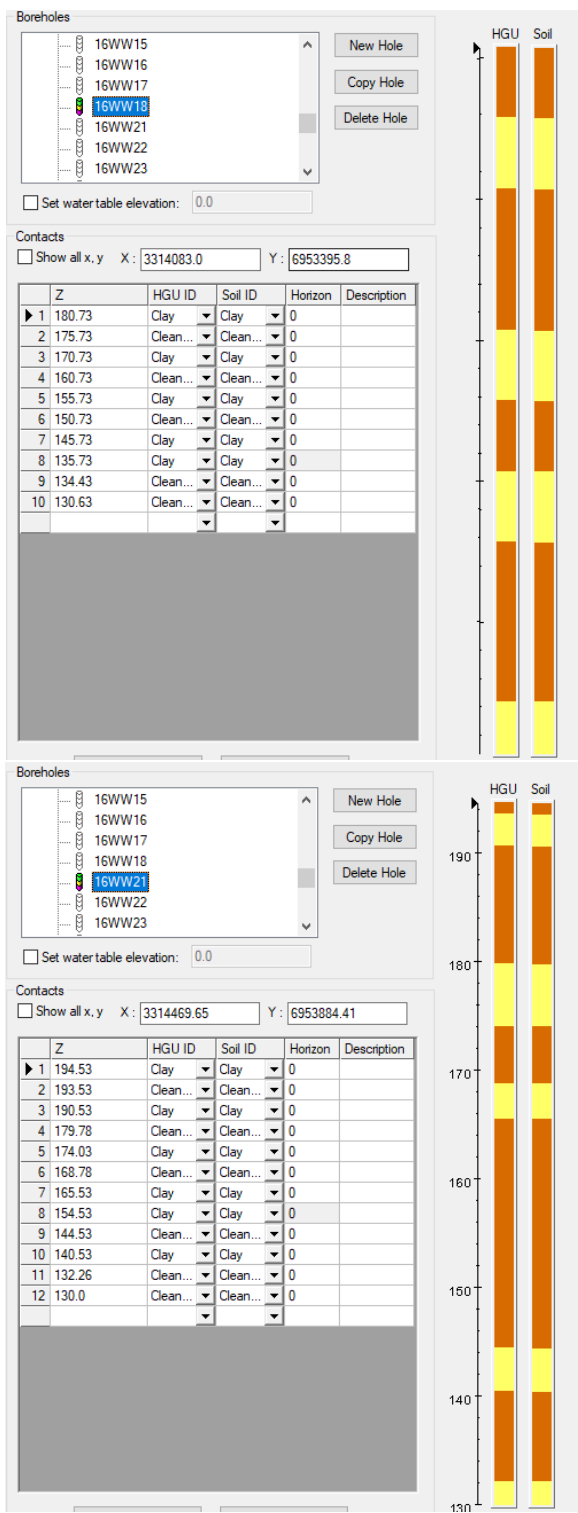 Boreholes
16WW15
16WW16
16WW17
16WW18
16WW21
16WW22
16WW23
New Hole
Copy Hole
Delete Hole
Set water table elevation: 0.0
HGU Soil
Contacts
Show all x, y X : 3314083.0 Y : 6953395.8
Z HGU ID Soil ID Horizon Description
1 180.73 Clay Clay 0
2 175.73 Clean... Clean... 0
3 170.73 Clay Clay 0
4 160.73 Clean... Clean... 0
5 155.73 Clay Clay 0
6 150.73 Clean... Clean... 0
7 145.73 Clay Clay 0
8 135.73 Clay Clay 0
9 134.43 Clean... Clean... 0
10 130.63 Clean... Clean... 0
Boreholes
16WW15
16WW16
16WW17
16WW18
16WW21
16WW22
16WW23
New Hole
Copy Hole
Delete Hole
Set water table elevation: 0.0
HGU Soil
190
180
170
160
150
140
130
Contacts
Show all x, y X : 3314469.65 Y : 6953884.41
Z HGU ID Soil ID Horizon Description
1 194.53 Clay Clay 0
2 193.53 Clean... Clean... 0
3 190.53 Clay Clay 0
4 179.78 Clean... Clean... 0
5 174.03 Clay Clay 0
6 168.78 Clean... Clean... 0
7 165.53 Clay Clay 0
8 154.53 Clay Clay 0
9 144.53 Clean... Clean... 0
10 140.53 Clay Clay 0
11 132.26 Clean... Clean... 0
12 130.0 Clean... Clean... 0